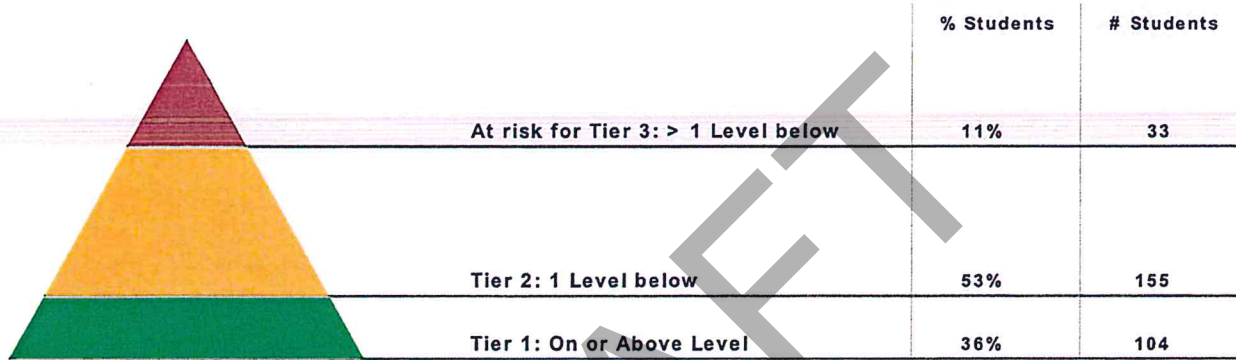 % Students # Students
At risk for Tier 3: > 1 Level below 11% 33
Tier 2: 1 Level below 53% 155
Tier 1: On or Above Level 36% 104